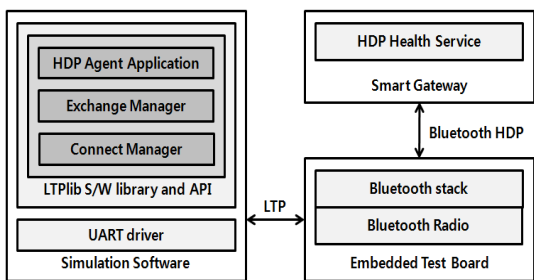 HDP Agent Application
Exchange Manager
Connect Manager
LTPlib S/W library and API
UART driver
Simulation Software
LTP
HDP Health Service
Smart Gateway
Bluetooth HDP
Bluetooth stack
Bluetooth Radio
Embedded Test Board